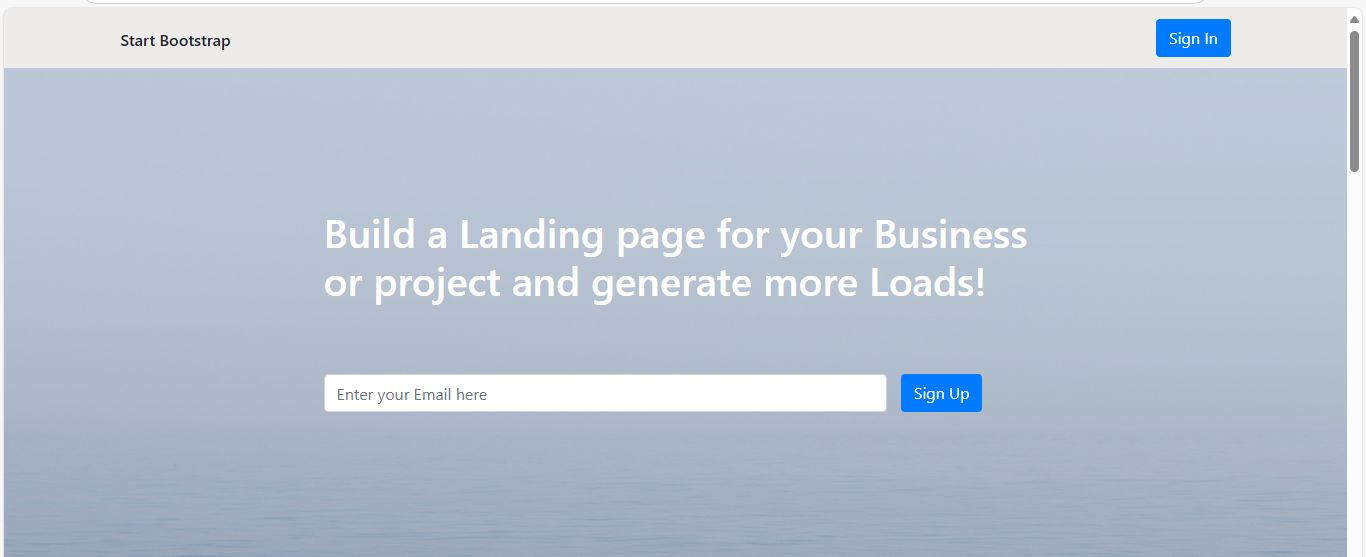 Start Bootstrap
Sign In
Build a Landing page for your Business
or project and generate more Loads!
Enter your Email here
Sign Up